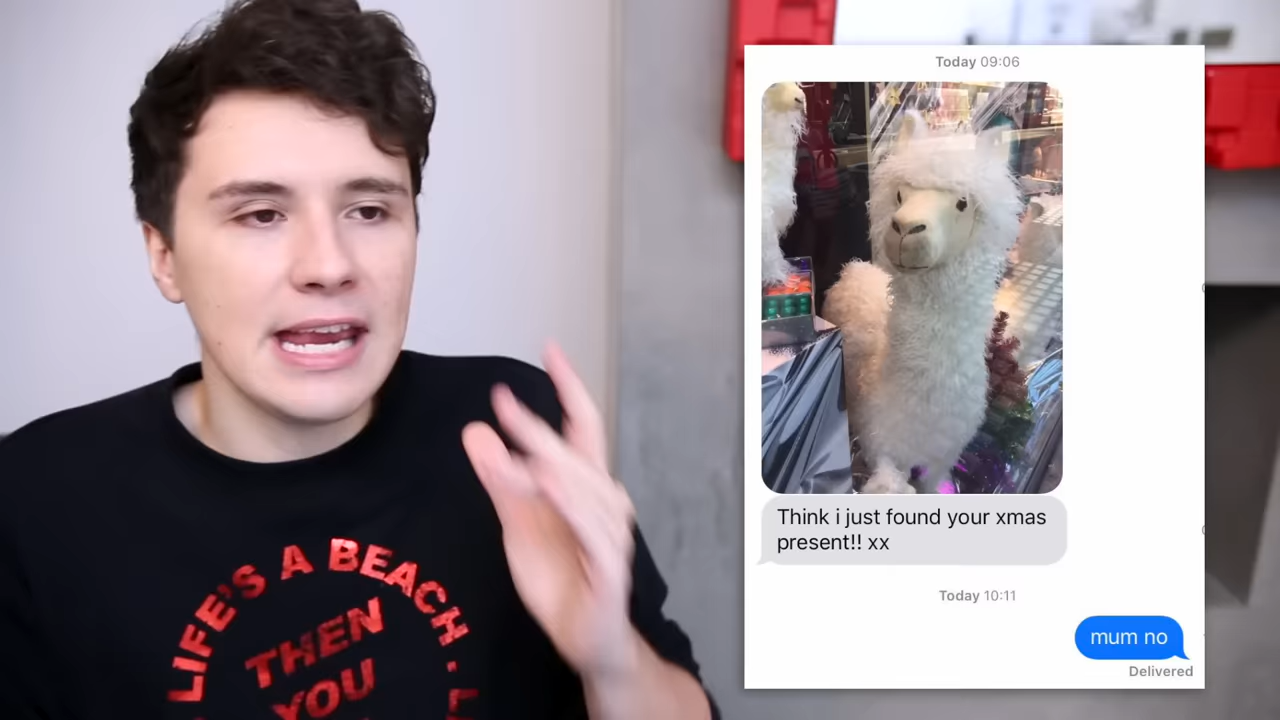 LIFE'S A BEACH · L
THEN
YOU
Today 09:06
Think i just found your xmas
present!! xx
Today 10:11
mum no
Delivered